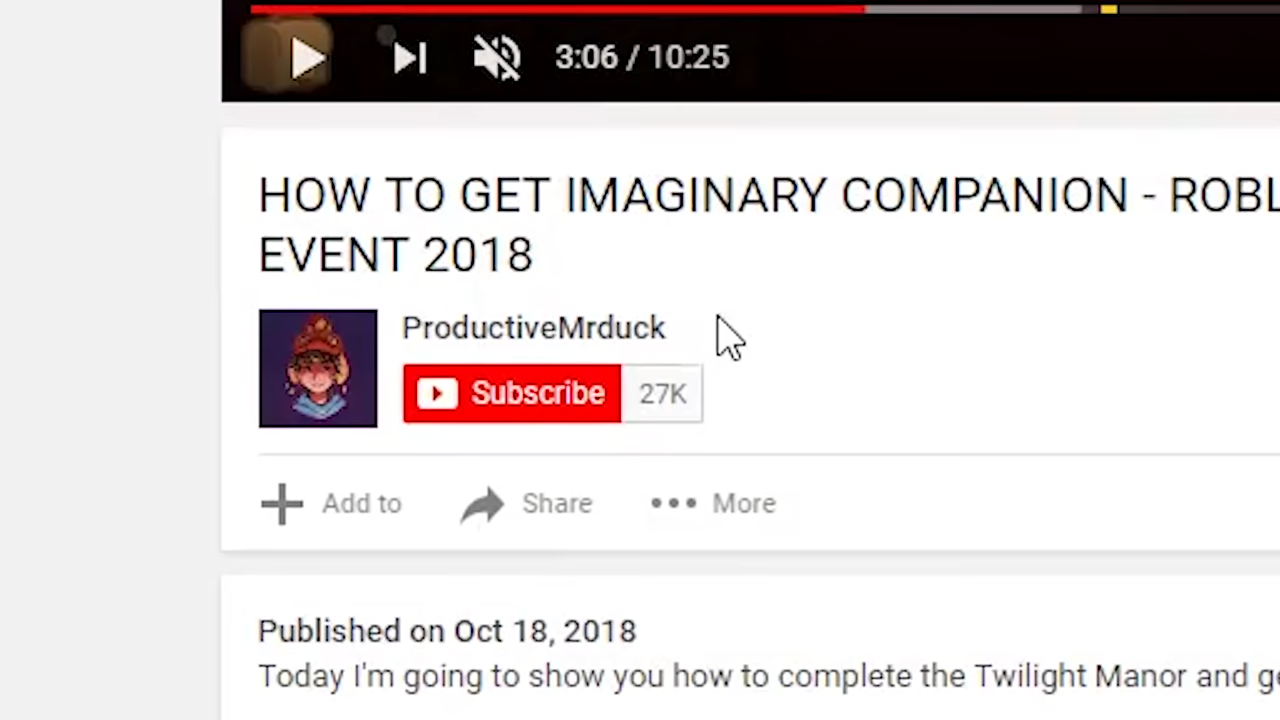 3:06 / 10:25
HOW TO GET IMAGINARY COMPANION - ROBL
EVENT 2018
ProductiveMrduck
Subscribe 27K
Add to Share More
Published on Oct 18, 2018
Today I'm going to show you how to complete the Twilight Manor and ge